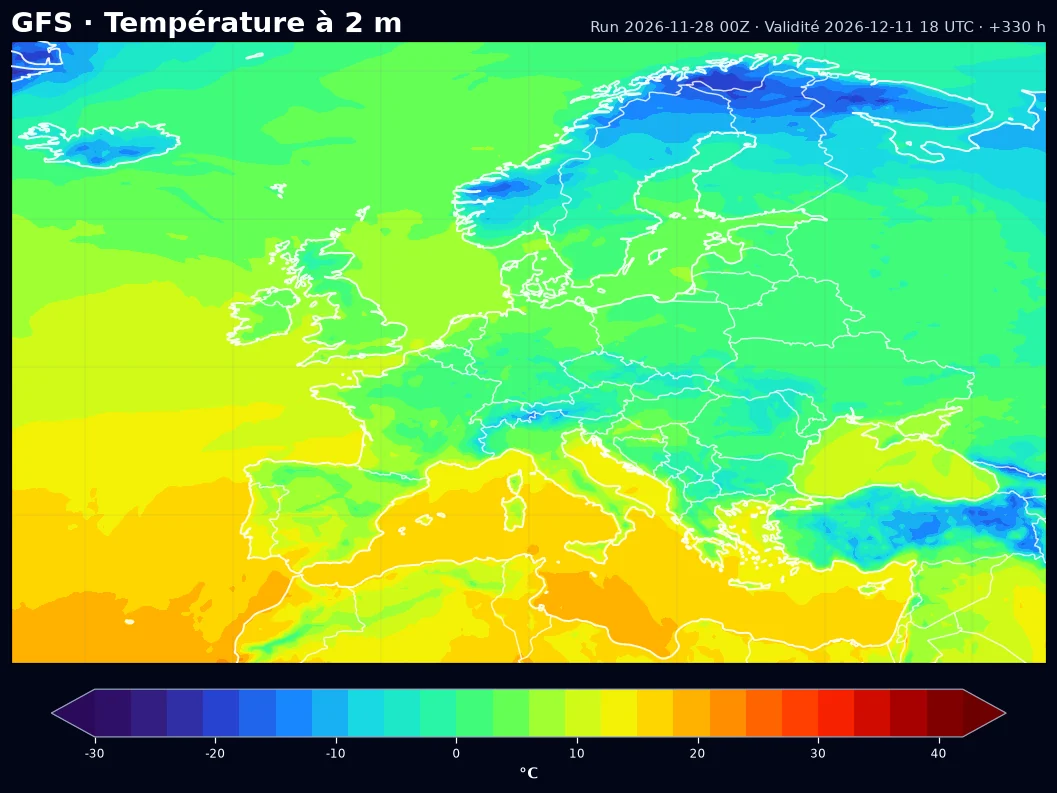 GFS · Température à 2 m
Run 2026-11-28 00Z · Validité 2026-12-11 18 UTC · +330 h
-30 -20 -10 0 10 20 30 40
°C